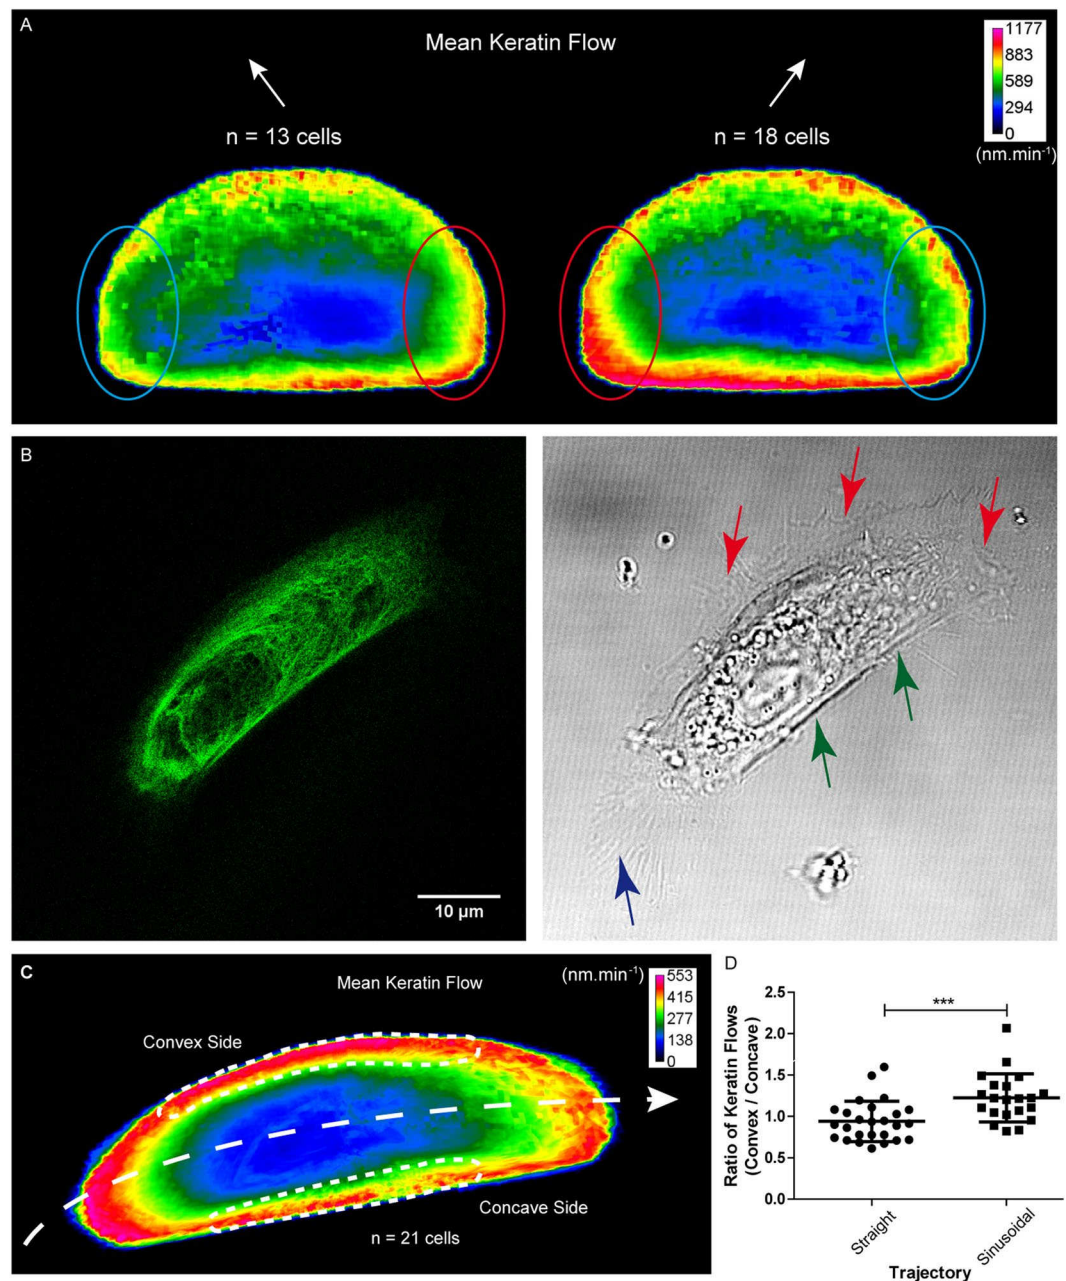 A
Mean Keratin Flow
n = 13 cells
n = 18 cells
1177
883
589
294
0
(nm.min⁻¹)
B
10 µm
C
Mean Keratin Flow
(nm.min⁻¹)
553
415
277
138
0
Convex Side
Concave Side
n = 21 cells
D
***
Ratio of Keratin Flows
(Convex / Concave)
2.5
2.0
1.5
1.0
0.5
0.0
Straight
Sinusoidal
Trajectory